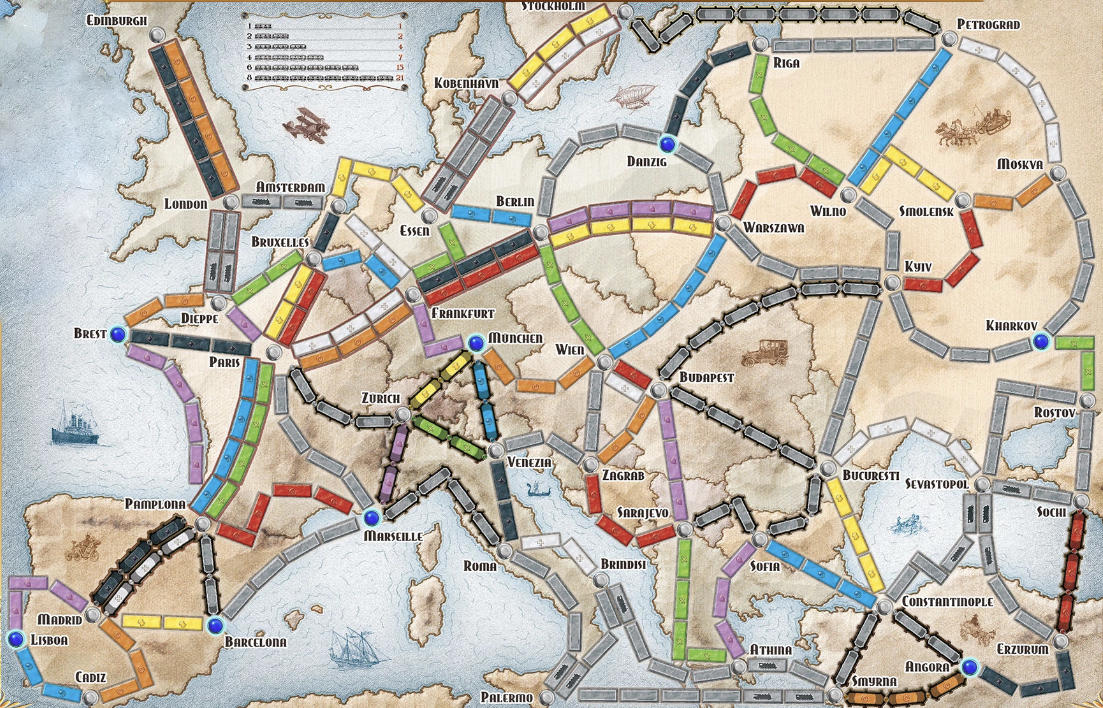 STOCKHOLM
EDINBURGH
PETROGRAD
1 1
2 2
3 4
4 7
6 15
8 21
RIGA
KOBENHAVN
DANZIG
MOSKVA
AMSTERDAM
LONDON
BERLIN
WILNO
SMOLENSK
ESSEN
WARSZAWA
BRUXELLES
KYIV
DIEPPE
FRANKFURT
KHARKOV
BREST
MÜNCHEN
PARIS
WIEN
BUDAPEST
ZÜRICH
ROSTOV
VENEZIA
ZAGRAB
BUCURESTI
SEVASTOPOL
PAMPLONA
SARAJEVO
SOCHI
MARSEILLE
ROMA
BRINDISI
SOFIA
CONSTANTINOPLE
MADRID
LISBOA
BARCELONA
ATHINA
ERZURUM
ANGORA
CADIZ
SMYRNA
PALERMO